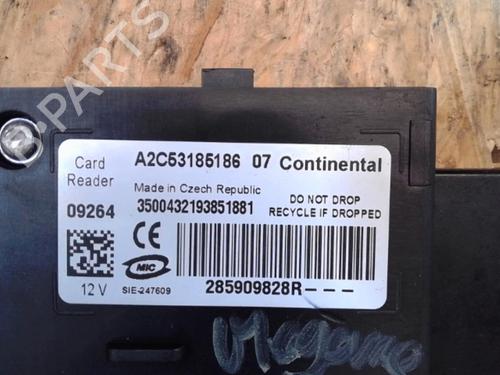 Card Reader
A2C53185186 07 Continental
Made in Czech Republic
DO NOT DROP
RECYCLE IF DROPPED
09264
3500432193851881
CE
MIC
12 V
SIE-247609
285909828R---
Megane
B PARTS